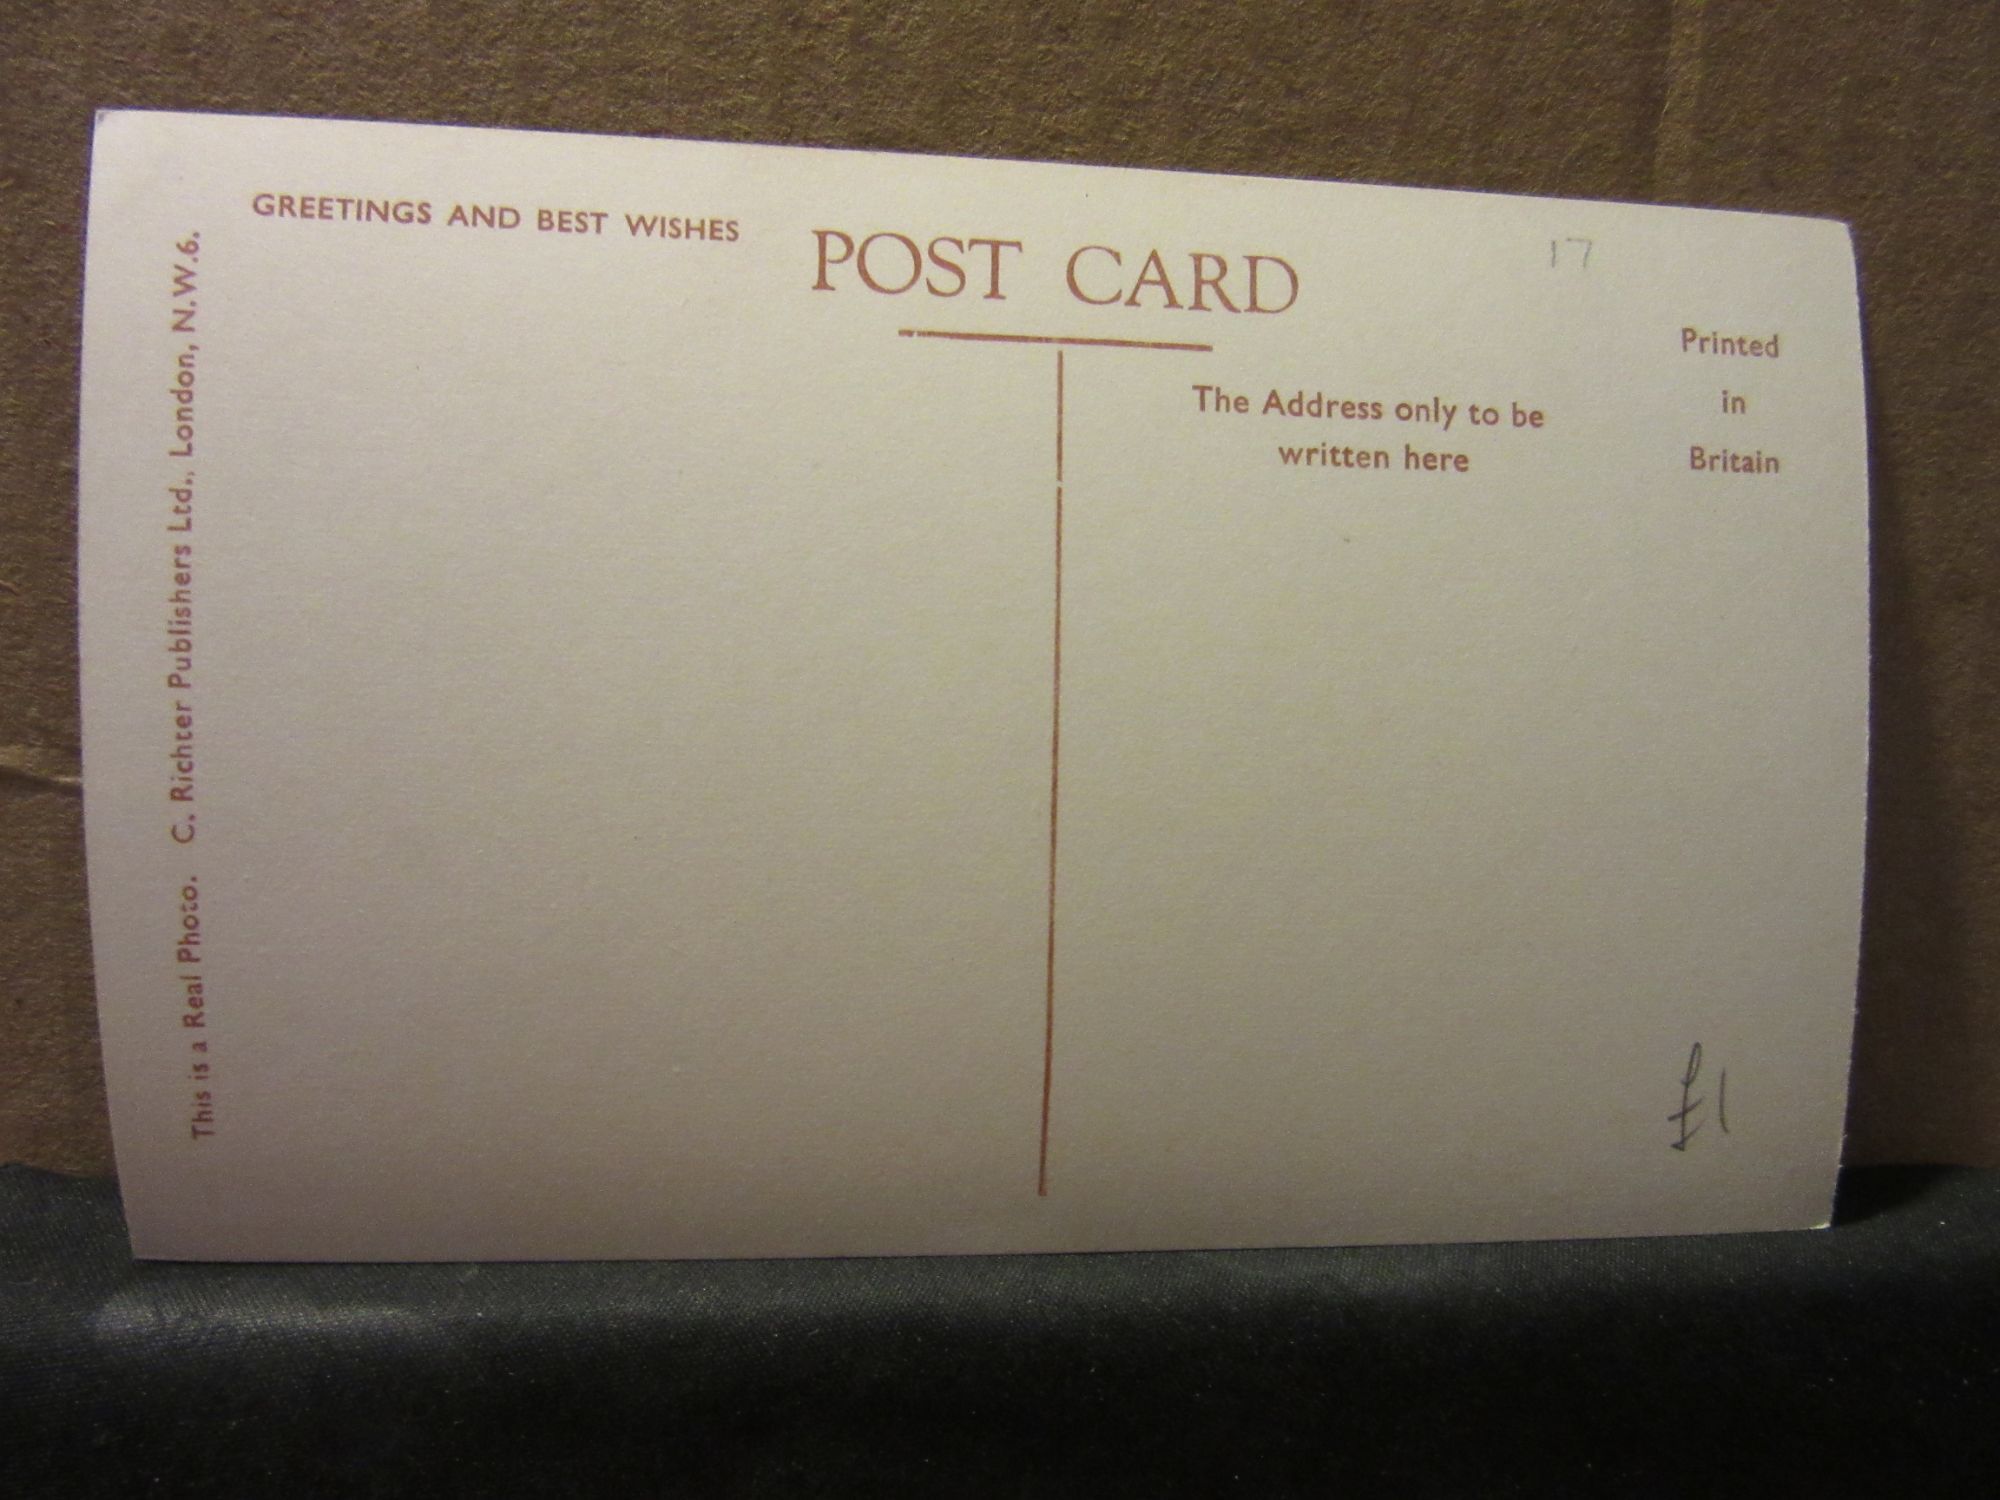 GREETINGS AND BEST WISHES
POST CARD
17
The Address only to be
written here
Printed
in
Britain
This is a Real Photo. C. Richter Publishers Ltd., London, N.W.6.
£1